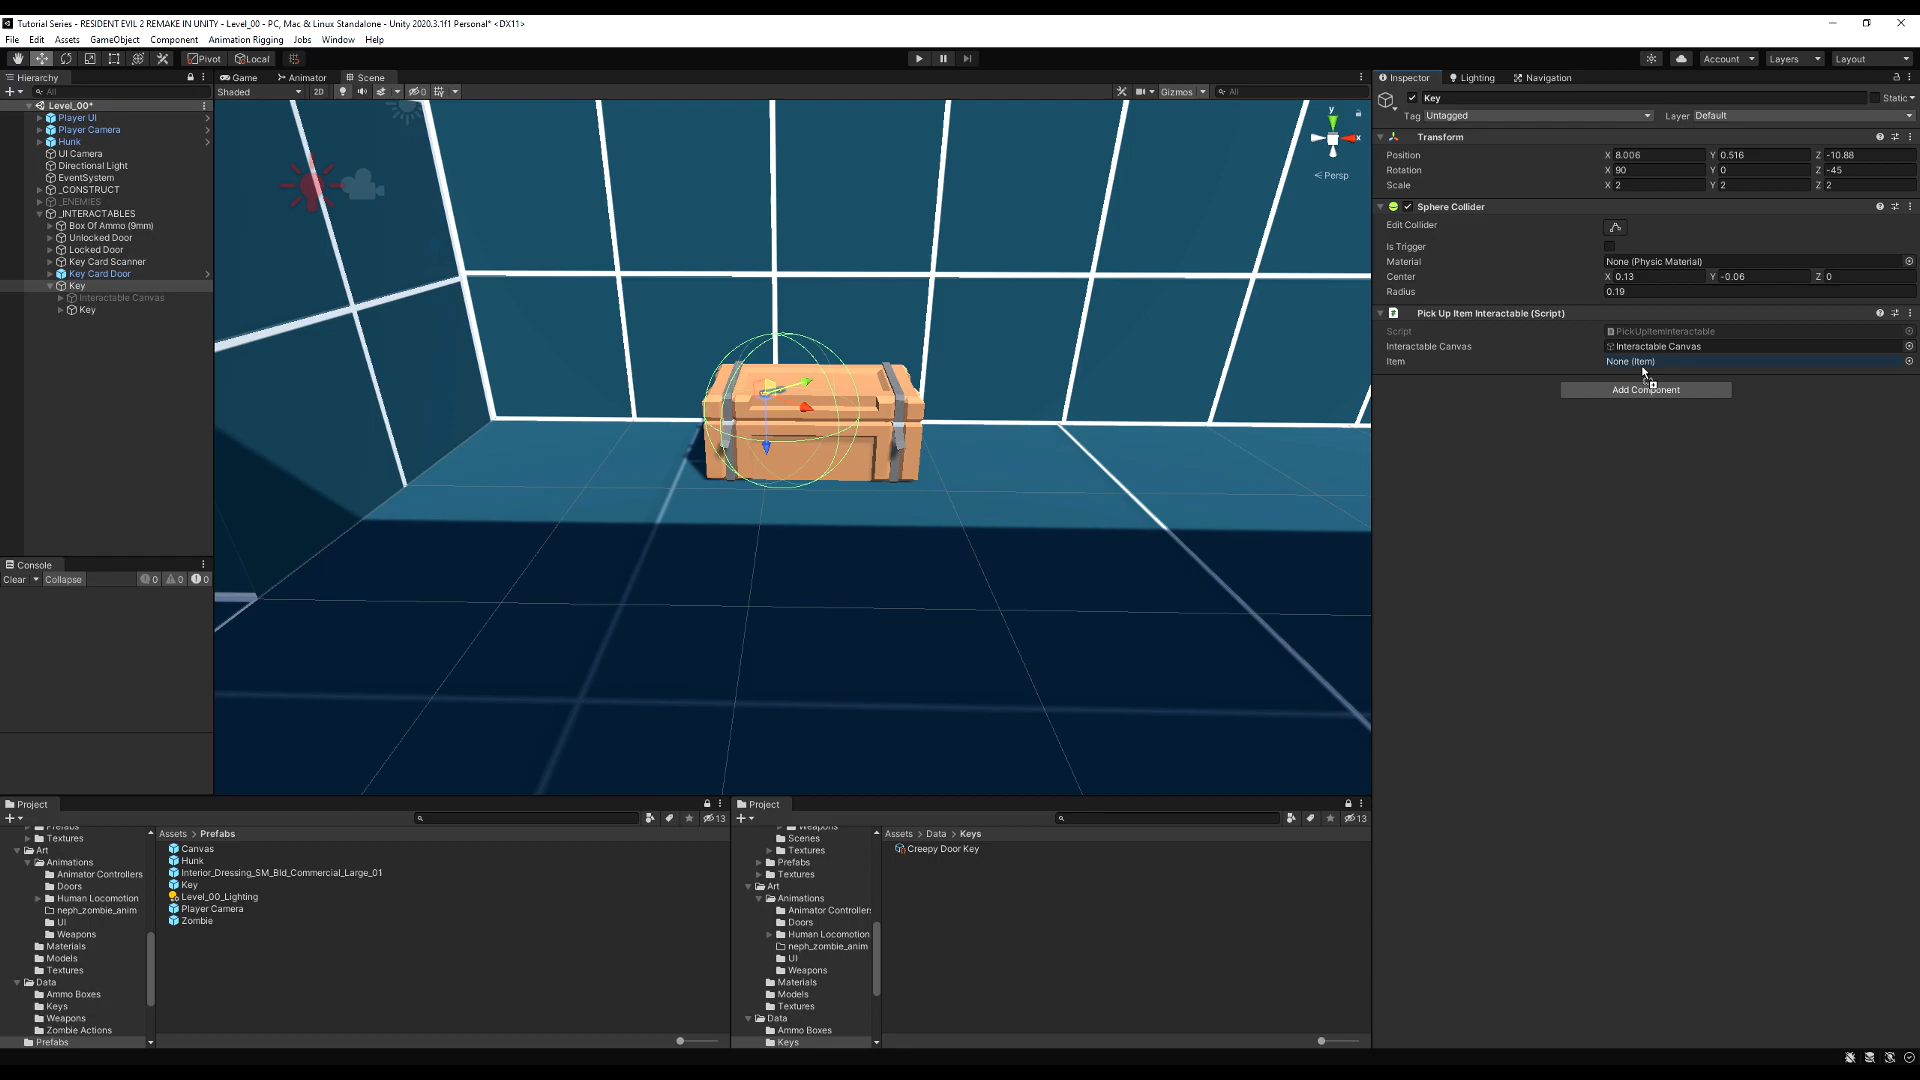 Tutorial Series - RESIDENT EVIL 2 REMAKE IN UNITY - Level_00 - PC, Mac & Linux Standalone - Unity 2020.3.1f1 Personal* <DX11>
File Edit Assets GameObject Component Animation Rigging Jobs Window Help
Pivot Local Account Layers Layout
Hierarchy
All
Level_00*
Player UI
Player Camera
Hunk
UI Camera
Directional Light
EventSystem
_CONSTRUCT
_ENEMIES
_INTERACTABLES
Box Of Ammo (9mm)
Unlocked Door
Locked Door
Key Card Scanner
Key Card Door
Key
Interactable Canvas
Key
Console
Clear Collapse 0 0 0
Game Animator Scene
Shaded 2D 0 Gizmos All
y
x
< Persp
Inspector Lighting Navigation
Key Static
Tag Untagged Layer Default
Transform
Position X 8.006 Y 0.516 Z -10.88
Rotation X 90 Y 0 Z -45
Scale X 2 Y 2 Z 2
Sphere Collider
Edit Collider
Is Trigger
Material None (Physic Material)
Center X 0.13 Y -0.06 Z 0
Radius 0.19
Pick Up Item Interactable (Script)
Script PickUpItemInteractable
Interactable Canvas Interactable Canvas
Item None (Item)
Add Component
Project
13
Prefabs
Textures
Art
Animations
Animator Controllers
Doors
Human Locomotion
neph_zombie_anim
UI
Weapons
Materials
Models
Textures
Data
Ammo Boxes
Keys
Weapons
Zombie Actions
Prefabs
Assets > Prefabs
Canvas
Hunk
Interior_Dressing_SM_Bld_Commercial_Large_01
Key
Level_00_Lighting
Player Camera
Zombie
Project
13
Weapons
Scenes
Textures
Prefabs
Textures
Art
Animations
Animator Controller
Doors
Human Locomotion
neph_zombie_anim
UI
Weapons
Materials
Models
Textures
Data
Ammo Boxes
Keys
Assets > Data > Keys
Creepy Door Key